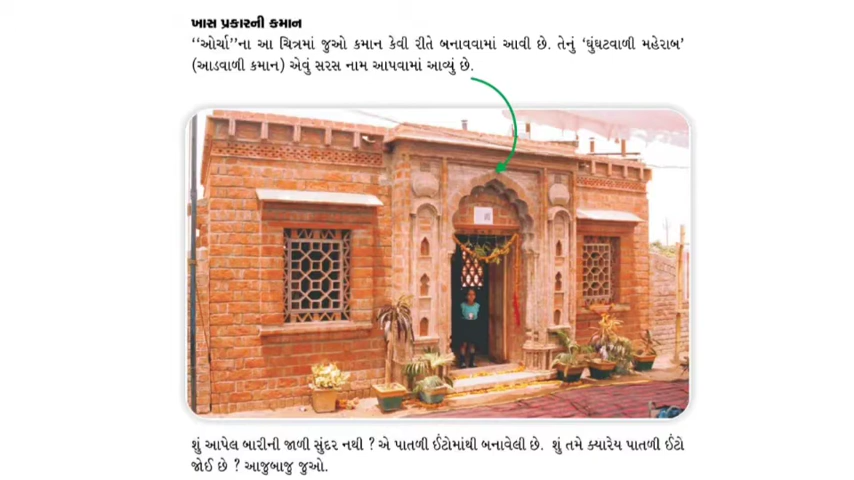 ખાસ પ્રકારની કમાન
“ઓર્ચા”ના આ ચિત્રમાં જુઓ કમાન કેવી રીતે બનાવવામાં આવી છે. તેનું ‘ઘુંઘટવાળી મહેરાબ’
(આડવાળી કમાન) એવું સરસ નામ આપવામાં આવ્યું છે.
શું આપેલ બારીની જાળી સુંદર નથી ? એ પાતળી ઈંટોમાંથી બનાવેલી છે. શું તમે ક્યારેય પાતળી ઈંટો
જોઈ છે ? આજુબાજુ જુઓ.